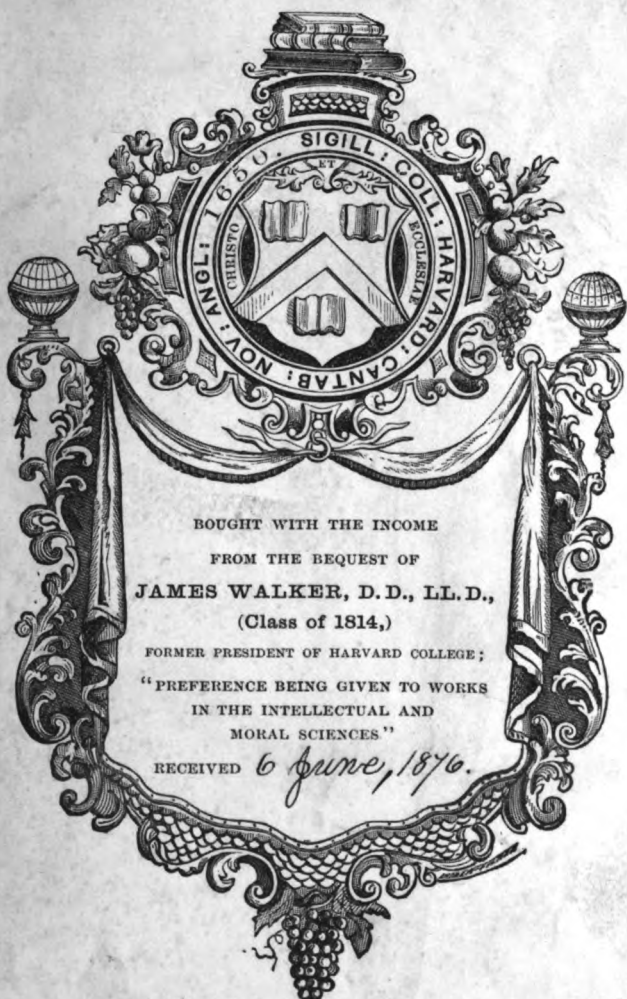 SIGILL: COLL: HARVARD: CANTAB: NOV: ANGL: 1650.
ET
CHRISTO
ECCLESIAE
BOUGHT WITH THE INCOME
FROM THE BEQUEST OF
JAMES WALKER, D.D., LL.D.,
(Class of 1814,)
FORMER PRESIDENT OF HARVARD COLLEGE;
"PREFERENCE BEING GIVEN TO WORKS
IN THE INTELLECTUAL AND
MORAL SCIENCES"
RECEIVED 6 June, 1876.